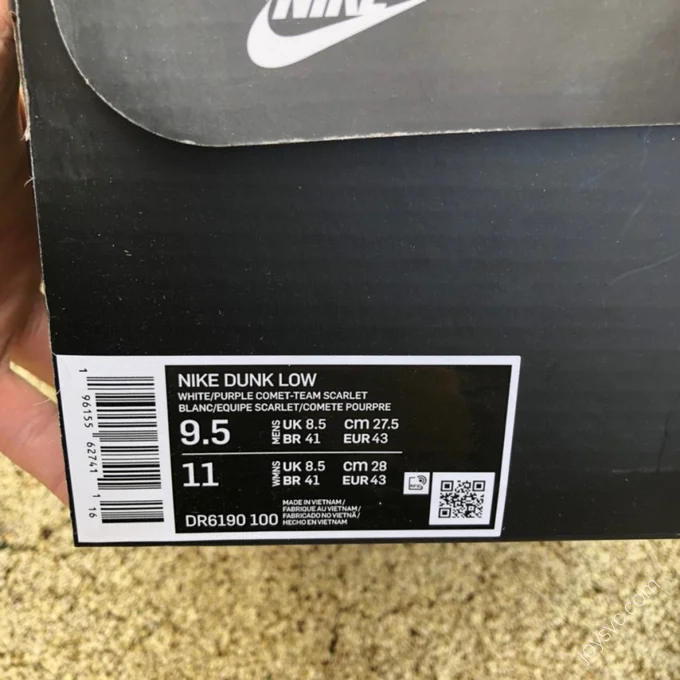 NIKE
NIKE DUNK LOW
WHITE/PURPLE COMET-TEAM SCARLET
BLANC/EQUIPE SCARLET/COMETE POURPRE
9.5 MENS UK 8.5 CM 27.5
BR 41 EUR 43
11 WMNS UK 8.5 CM 28
BR 41 EUR 43
DR6190 100
MADE IN VIETNAM/
FABRIQUE AU VIETNAM/
FABRICADO NO VIETNÃ/
HECHO EN VIETNAM
1 96155 62741 1 16